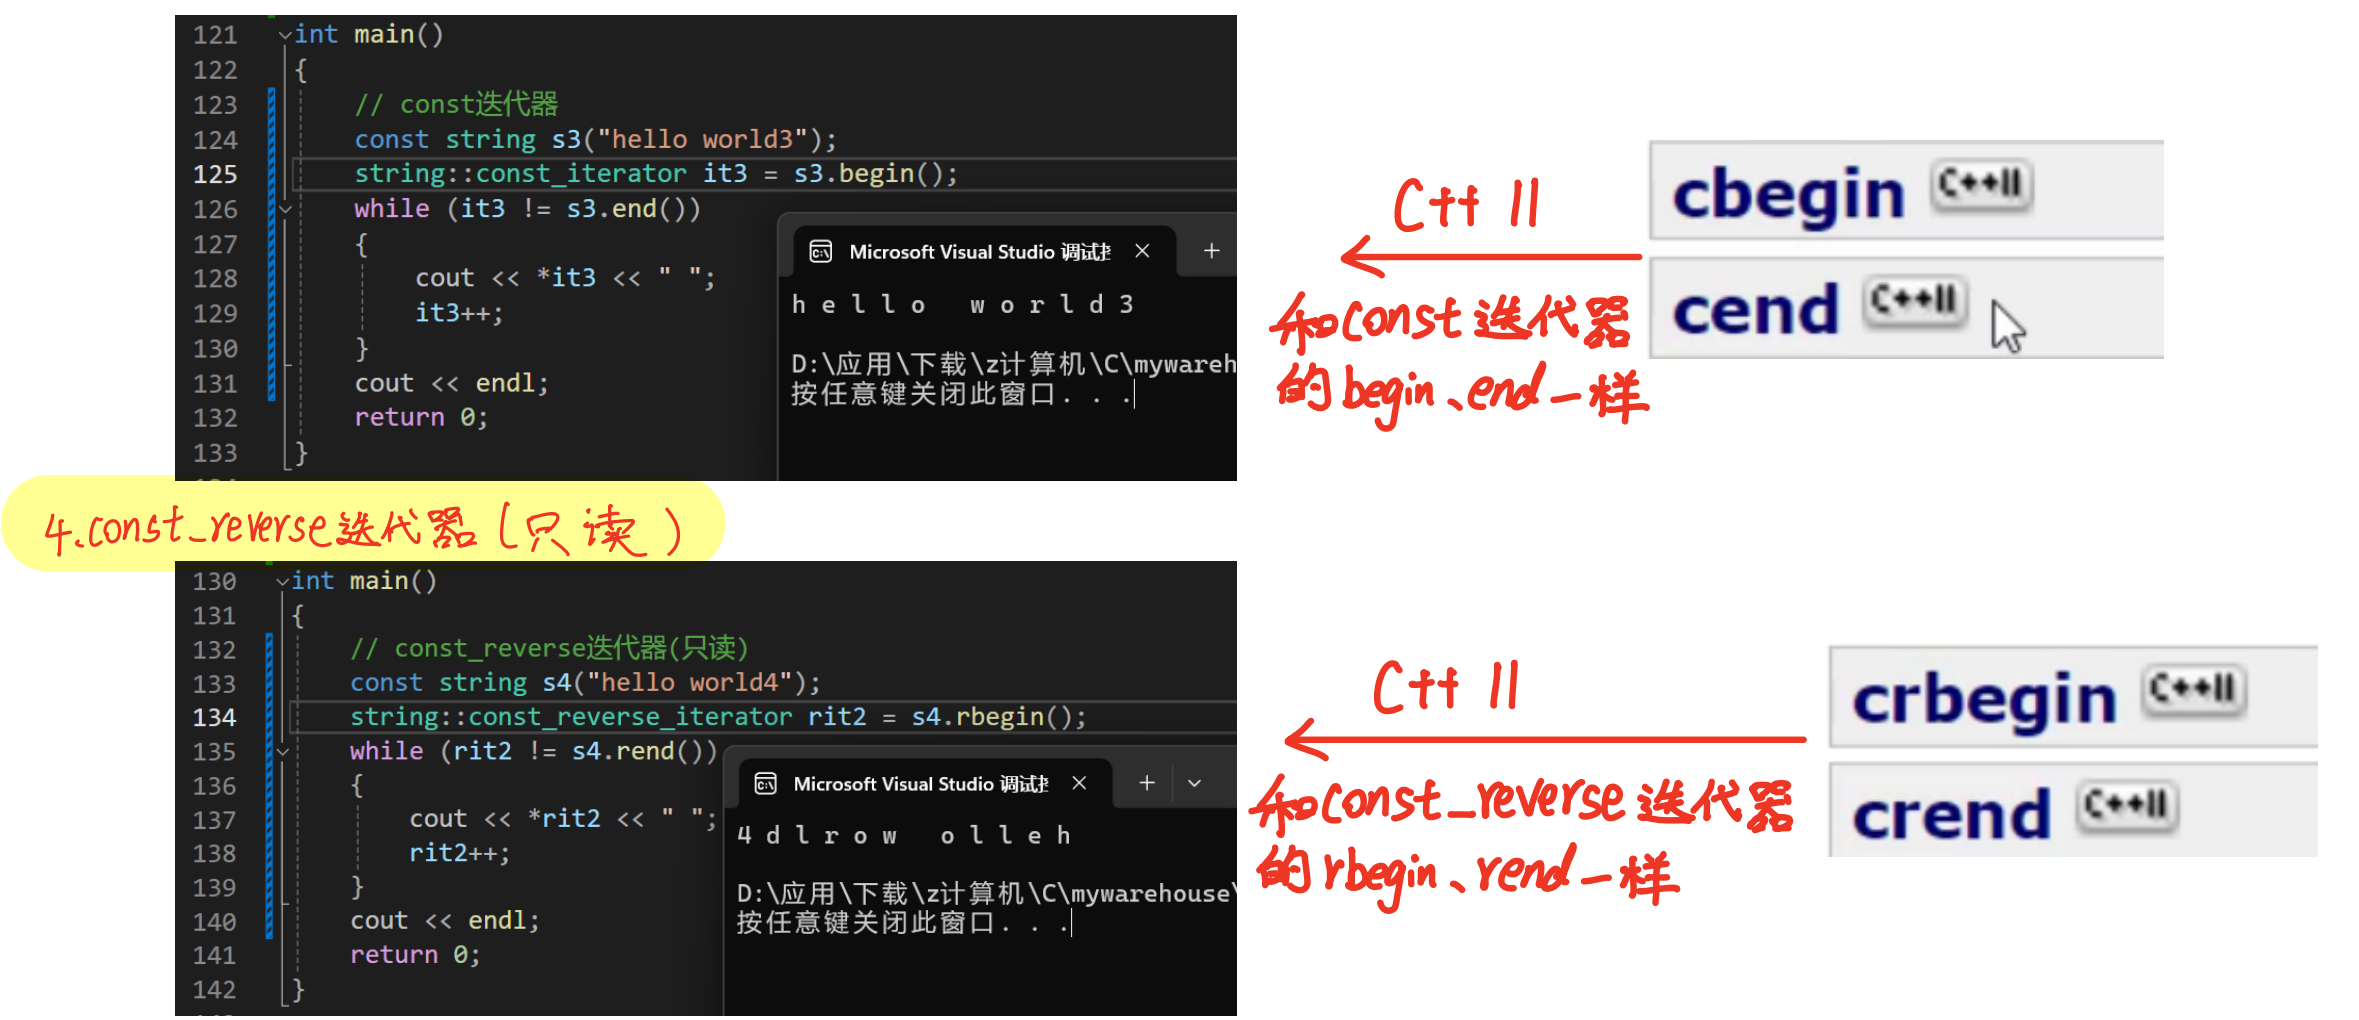 121 int main()
122 {
123 // const迭代器
124 const string s3("hello world3");
125 string::const_iterator it3 = s3.begin();
126 while (it3 != s3.end())
127 {
128 cout << *it3 << " ";
129 it3++;
130 }
131 cout << endl;
132 return 0;
133 }
Microsoft Visual Studio 调试控
h e l l o   w o r l d 3
D:\应用\下载\z计算机\C\mywareh
按任意键关闭此窗口. . .
C++ 11
和const迭代器
的begin、end一样
cbegin C++11
cend C++11
4.const_reverse迭代器(只读)
130 int main()
131 {
132 // const_reverse迭代器(只读)
133 const string s4("hello world4");
134 string::const_reverse_iterator rit2 = s4.rbegin();
135 while (rit2 != s4.rend())
136 {
137 cout << *rit2 << " ";
138 rit2++;
139 }
140 cout << endl;
141 return 0;
142 }
Microsoft Visual Studio 调试控
4 d l r o w   o l l e h
D:\应用\下载\z计算机\C\mywarehouse\
按任意键关闭此窗口. . .
C++ 11
和const_reverse迭代器
的rbegin、rend一样
crbegin C++11
crend C++11